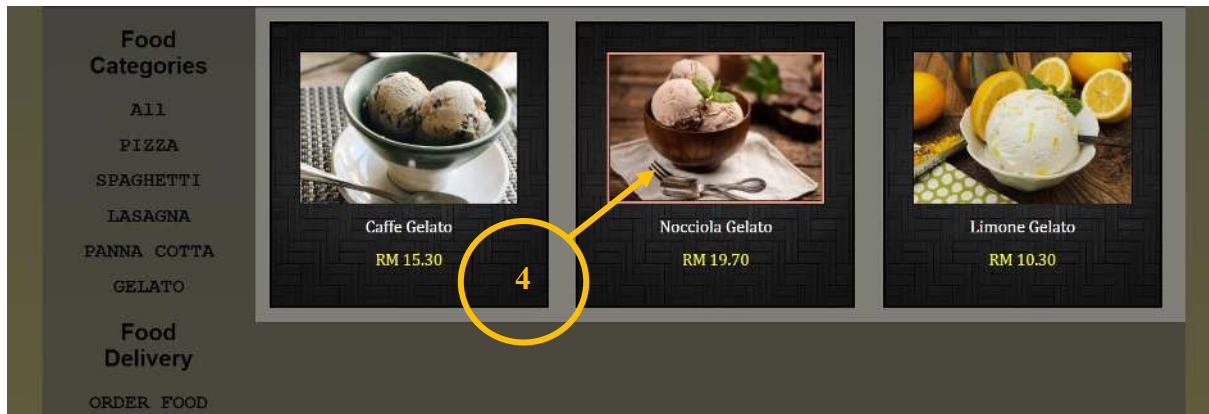 Food
Categories
All
PIZZA
SPAGHETTI
LASAGNA
PANNA COTTA
GELATO
Food
Delivery
ORDER FOOD
Caffe Gelato
RM 15.30
4
Nocciola Gelato
RM 19.70
Limone Gelato
RM 10.30